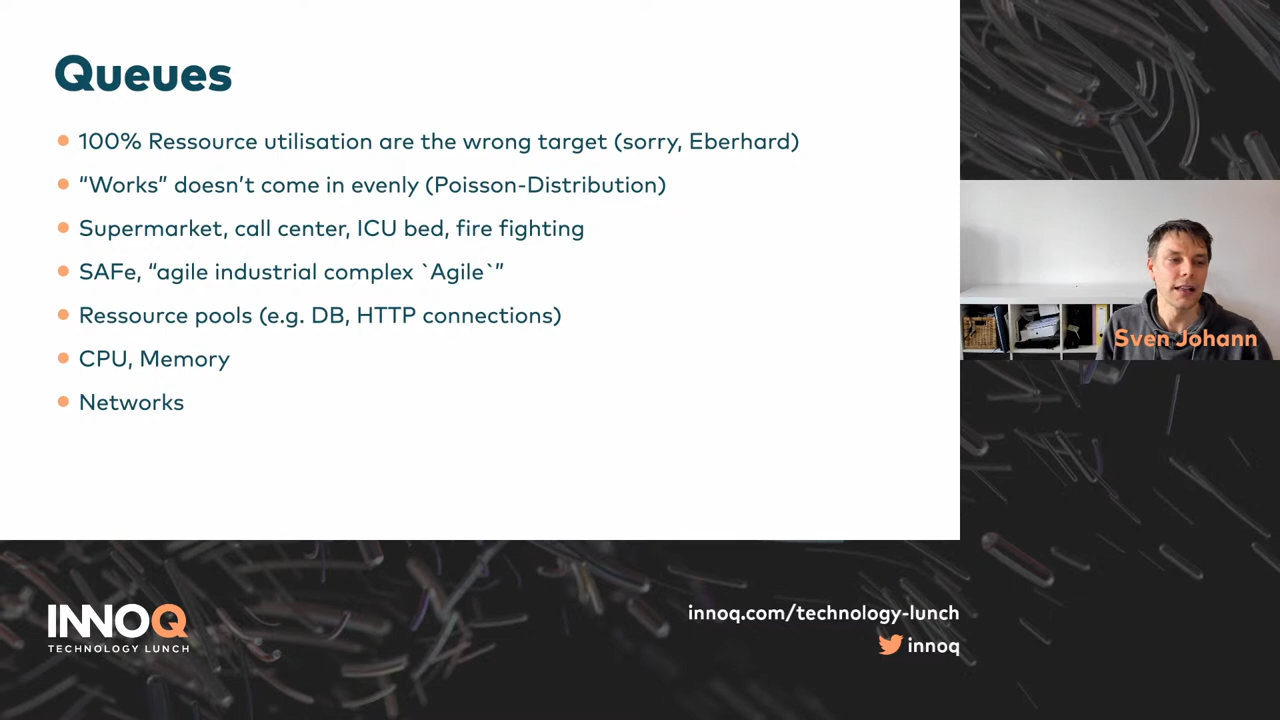 Queues
100% Ressource utilisation are the wrong target (sorry, Eberhard)
“Works” doesn’t come in evenly (Poisson-Distribution)
Supermarket, call center, ICU bed, fire fighting
SAFe, “agile industrial complex `Agile`”
Ressource pools (e.g. DB, HTTP connections)
CPU, Memory
Networks
Sven Johann
INNOQ
TECHNOLOGY LUNCH
innoq.com/technology-lunch
innoq